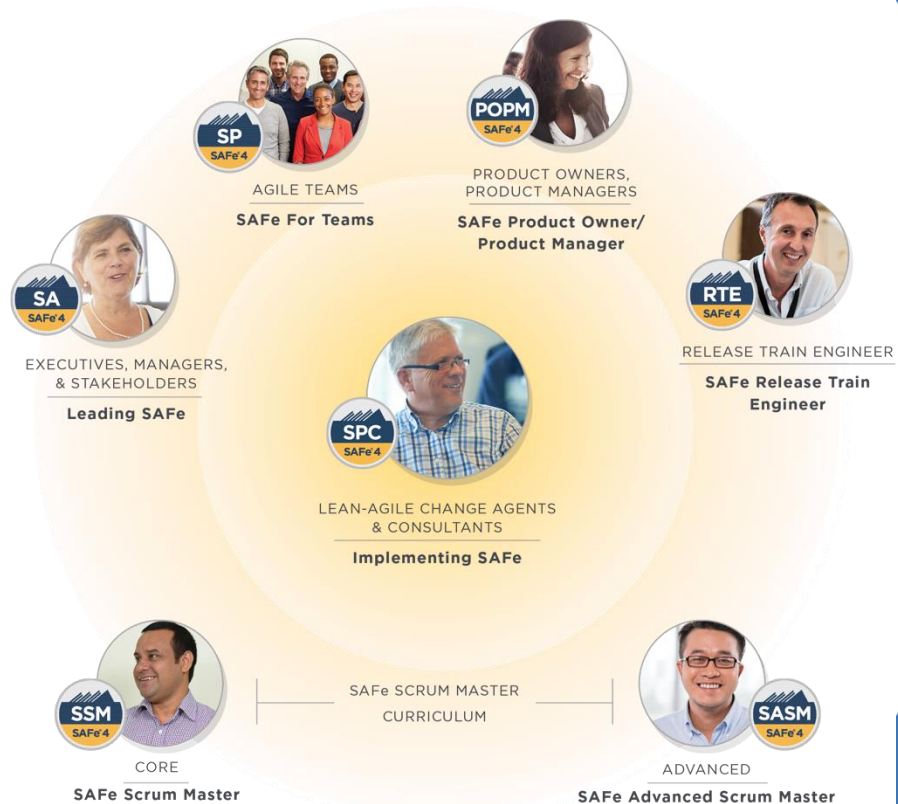 SP
SAFe®4
AGILE TEAMS
SAFe For Teams
POPM
SAFe®4
PRODUCT OWNERS,
PRODUCT MANAGERS
SAFe Product Owner/
Product Manager
SA
SAFe®4
EXECUTIVES, MANAGERS,
& STAKEHOLDERS
Leading SAFe
RTE
SAFe®4
RELEASE TRAIN ENGINEER
SAFe Release Train
Engineer
SPC
SAFe®4
LEAN-AGILE CHANGE AGENTS
& CONSULTANTS
Implementing SAFe
SSM
SAFe®4
CORE
SAFe Scrum Master
SAFe SCRUM MASTER
CURRICULUM
SASM
SAFe®4
ADVANCED
SAFe Advanced Scrum Master